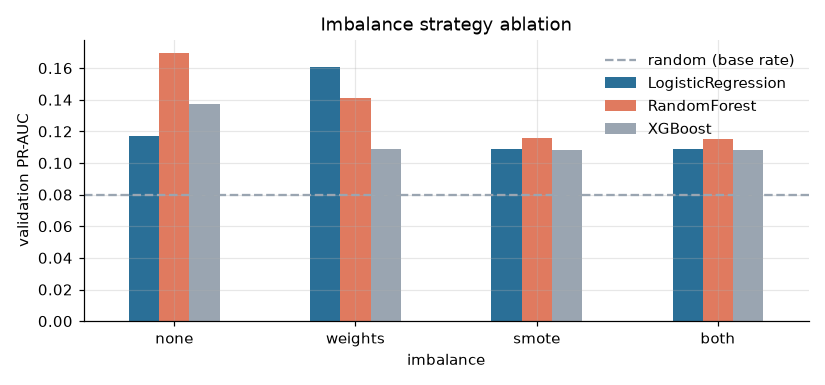 Imbalance strategy ablation
random (base rate)
LogisticRegression
RandomForest
XGBoost
validation PR-AUC
0.16
0.14
0.12
0.10
0.08
0.06
0.04
0.02
0.00
none weights smote both
imbalance